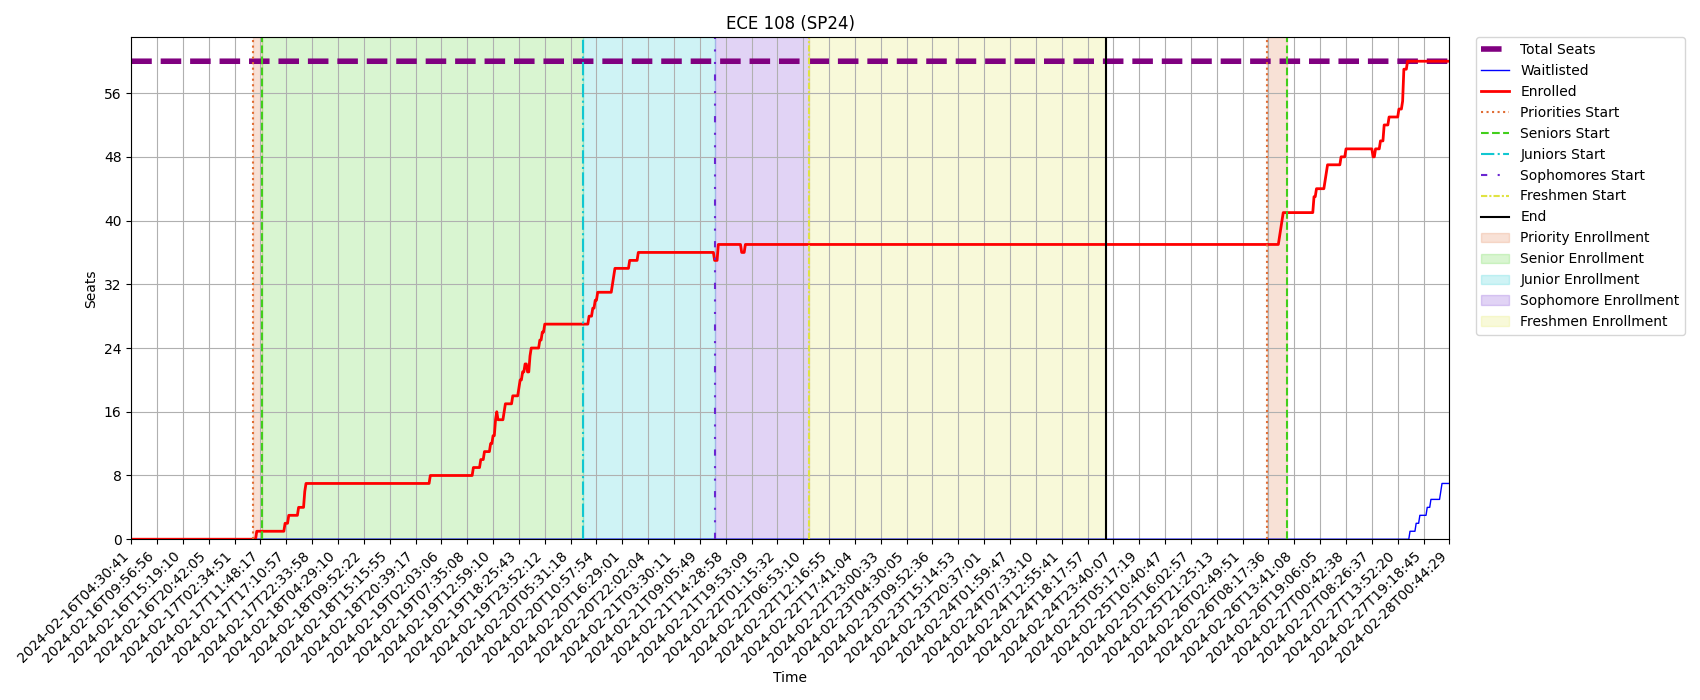 ECE 108 (SP24)
Total Seats
Waitlisted
Enrolled
Priorities Start
Seniors Start
Juniors Start
Sophomores Start
Freshmen Start
End
Priority Enrollment
Senior Enrollment
Junior Enrollment
Sophomore Enrollment
Freshmen Enrollment
Seats
56
48
40
32
24
16
8
0
2024-02-16T04:30:41
2024-02-16T09:56:56
2024-02-16T15:19:10
2024-02-16T20:42:05
2024-02-17T02:34:51
2024-02-17T11:48:17
2024-02-17T17:10:57
2024-02-17T22:33:58
2024-02-18T04:29:10
2024-02-18T09:52:22
2024-02-18T15:15:55
2024-02-18T20:39:17
2024-02-19T02:03:06
2024-02-19T07:35:08
2024-02-19T12:59:10
2024-02-19T18:25:43
2024-02-19T23:52:12
2024-02-20T05:31:18
2024-02-20T10:57:54
2024-02-20T16:29:01
2024-02-20T22:02:04
2024-02-21T03:30:11
2024-02-21T09:05:49
2024-02-21T14:28:58
2024-02-21T19:53:09
2024-02-22T01:15:32
2024-02-22T06:53:10
2024-02-22T12:16:55
2024-02-22T17:41:04
2024-02-22T23:00:33
2024-02-23T04:30:05
2024-02-23T09:52:36
2024-02-23T15:14:53
2024-02-23T20:37:01
2024-02-24T01:59:47
2024-02-24T07:33:10
2024-02-24T12:55:41
2024-02-24T18:17:57
2024-02-24T23:40:07
2024-02-25T05:17:19
2024-02-25T10:40:47
2024-02-25T16:02:57
2024-02-25T21:25:13
2024-02-26T02:49:51
2024-02-26T08:17:36
2024-02-26T13:41:08
2024-02-26T19:06:05
2024-02-27T00:42:38
2024-02-27T08:26:37
2024-02-27T13:52:20
2024-02-27T19:18:45
2024-02-28T00:44:29
Time